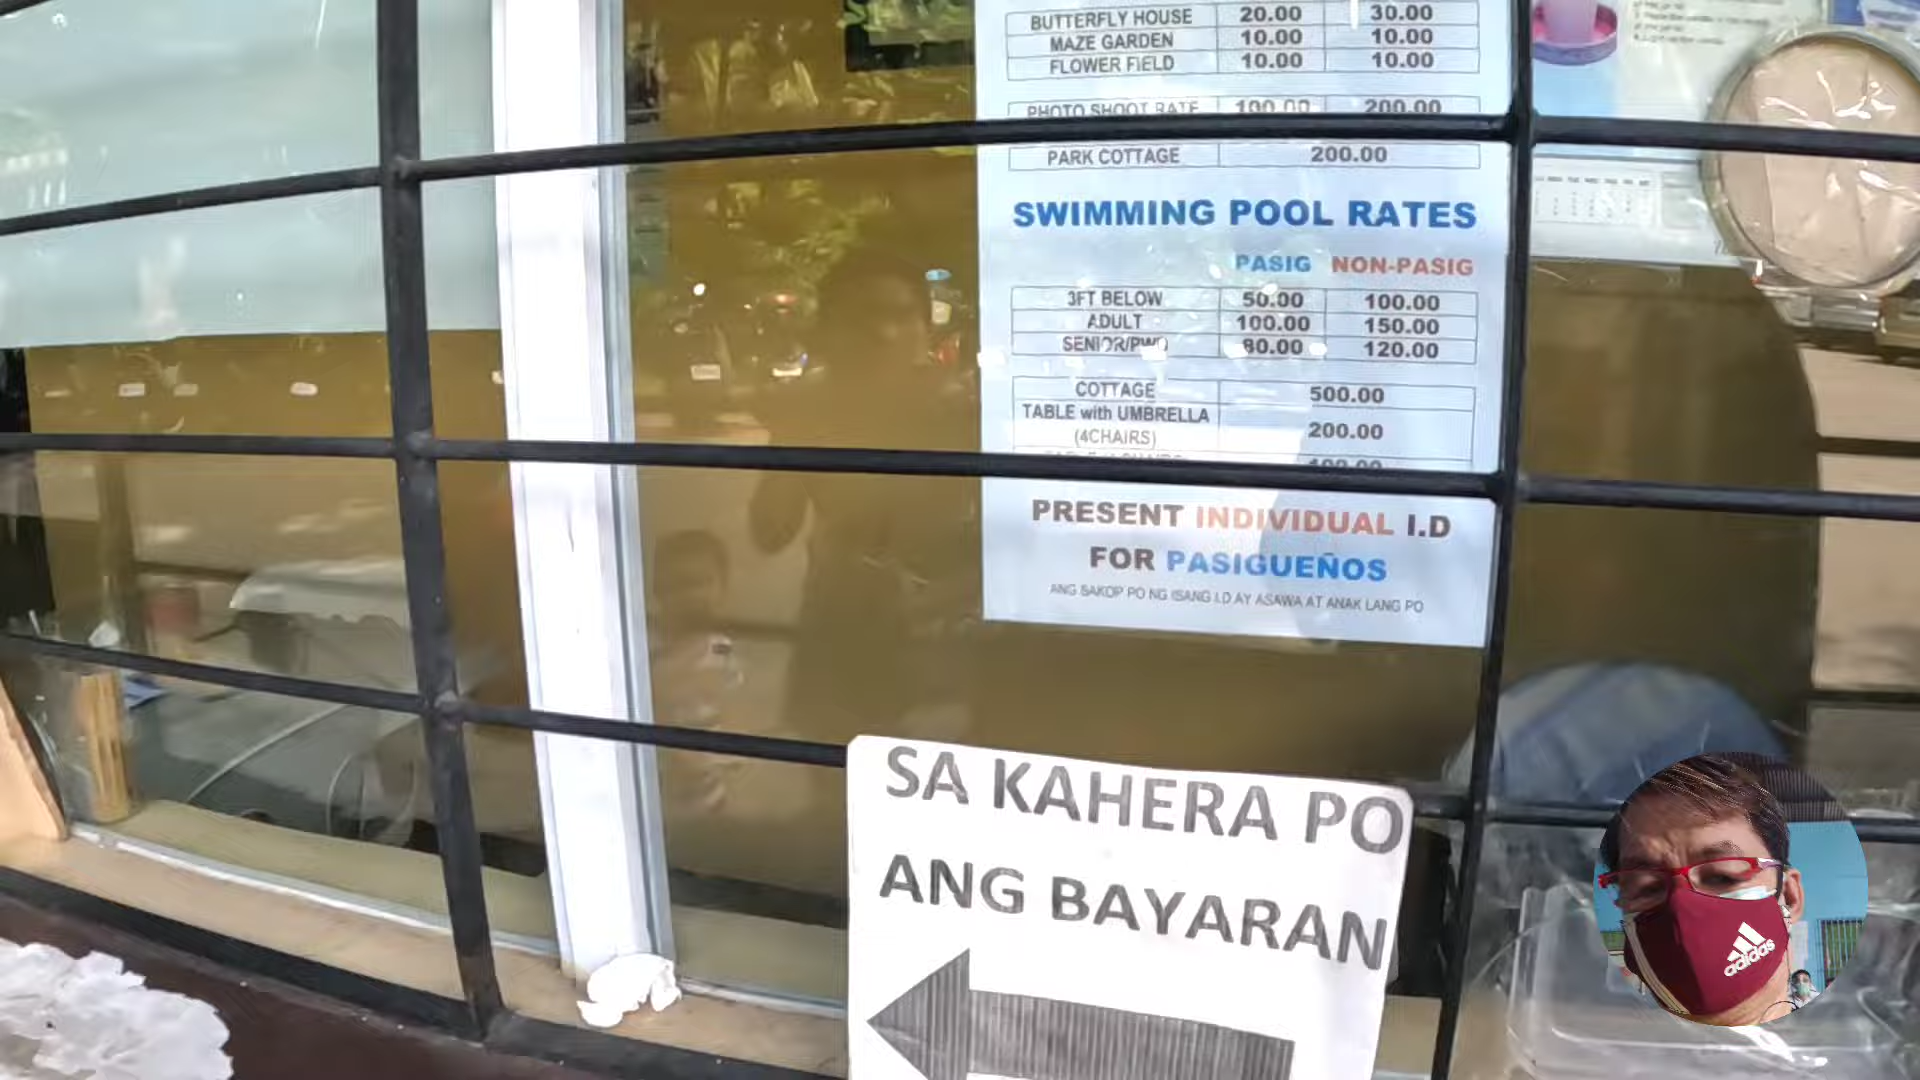 BUTTERFLY HOUSE 20.00 30.00
MAZE GARDEN 10.00 10.00
FLOWER FIELD 10.00 10.00
PHOTO SHOOT RATE 100.00 200.00
PARK COTTAGE 200.00
SWIMMING POOL RATES
PASIG NON-PASIG
3FT BELOW 50.00 100.00
ADULT 100.00 150.00
SENIOR/PWD 80.00 120.00
COTTAGE 500.00
TABLE with UMBRELLA
(4CHAIRS) 200.00
PRESENT INDIVIDUAL I.D
FOR PASIGUEÑOS
ANG SAKOP PO NG ISANG I.D AY ASAWA AT ANAK LANG PO
SA KAHERA PO
ANG BAYARAN
adidas